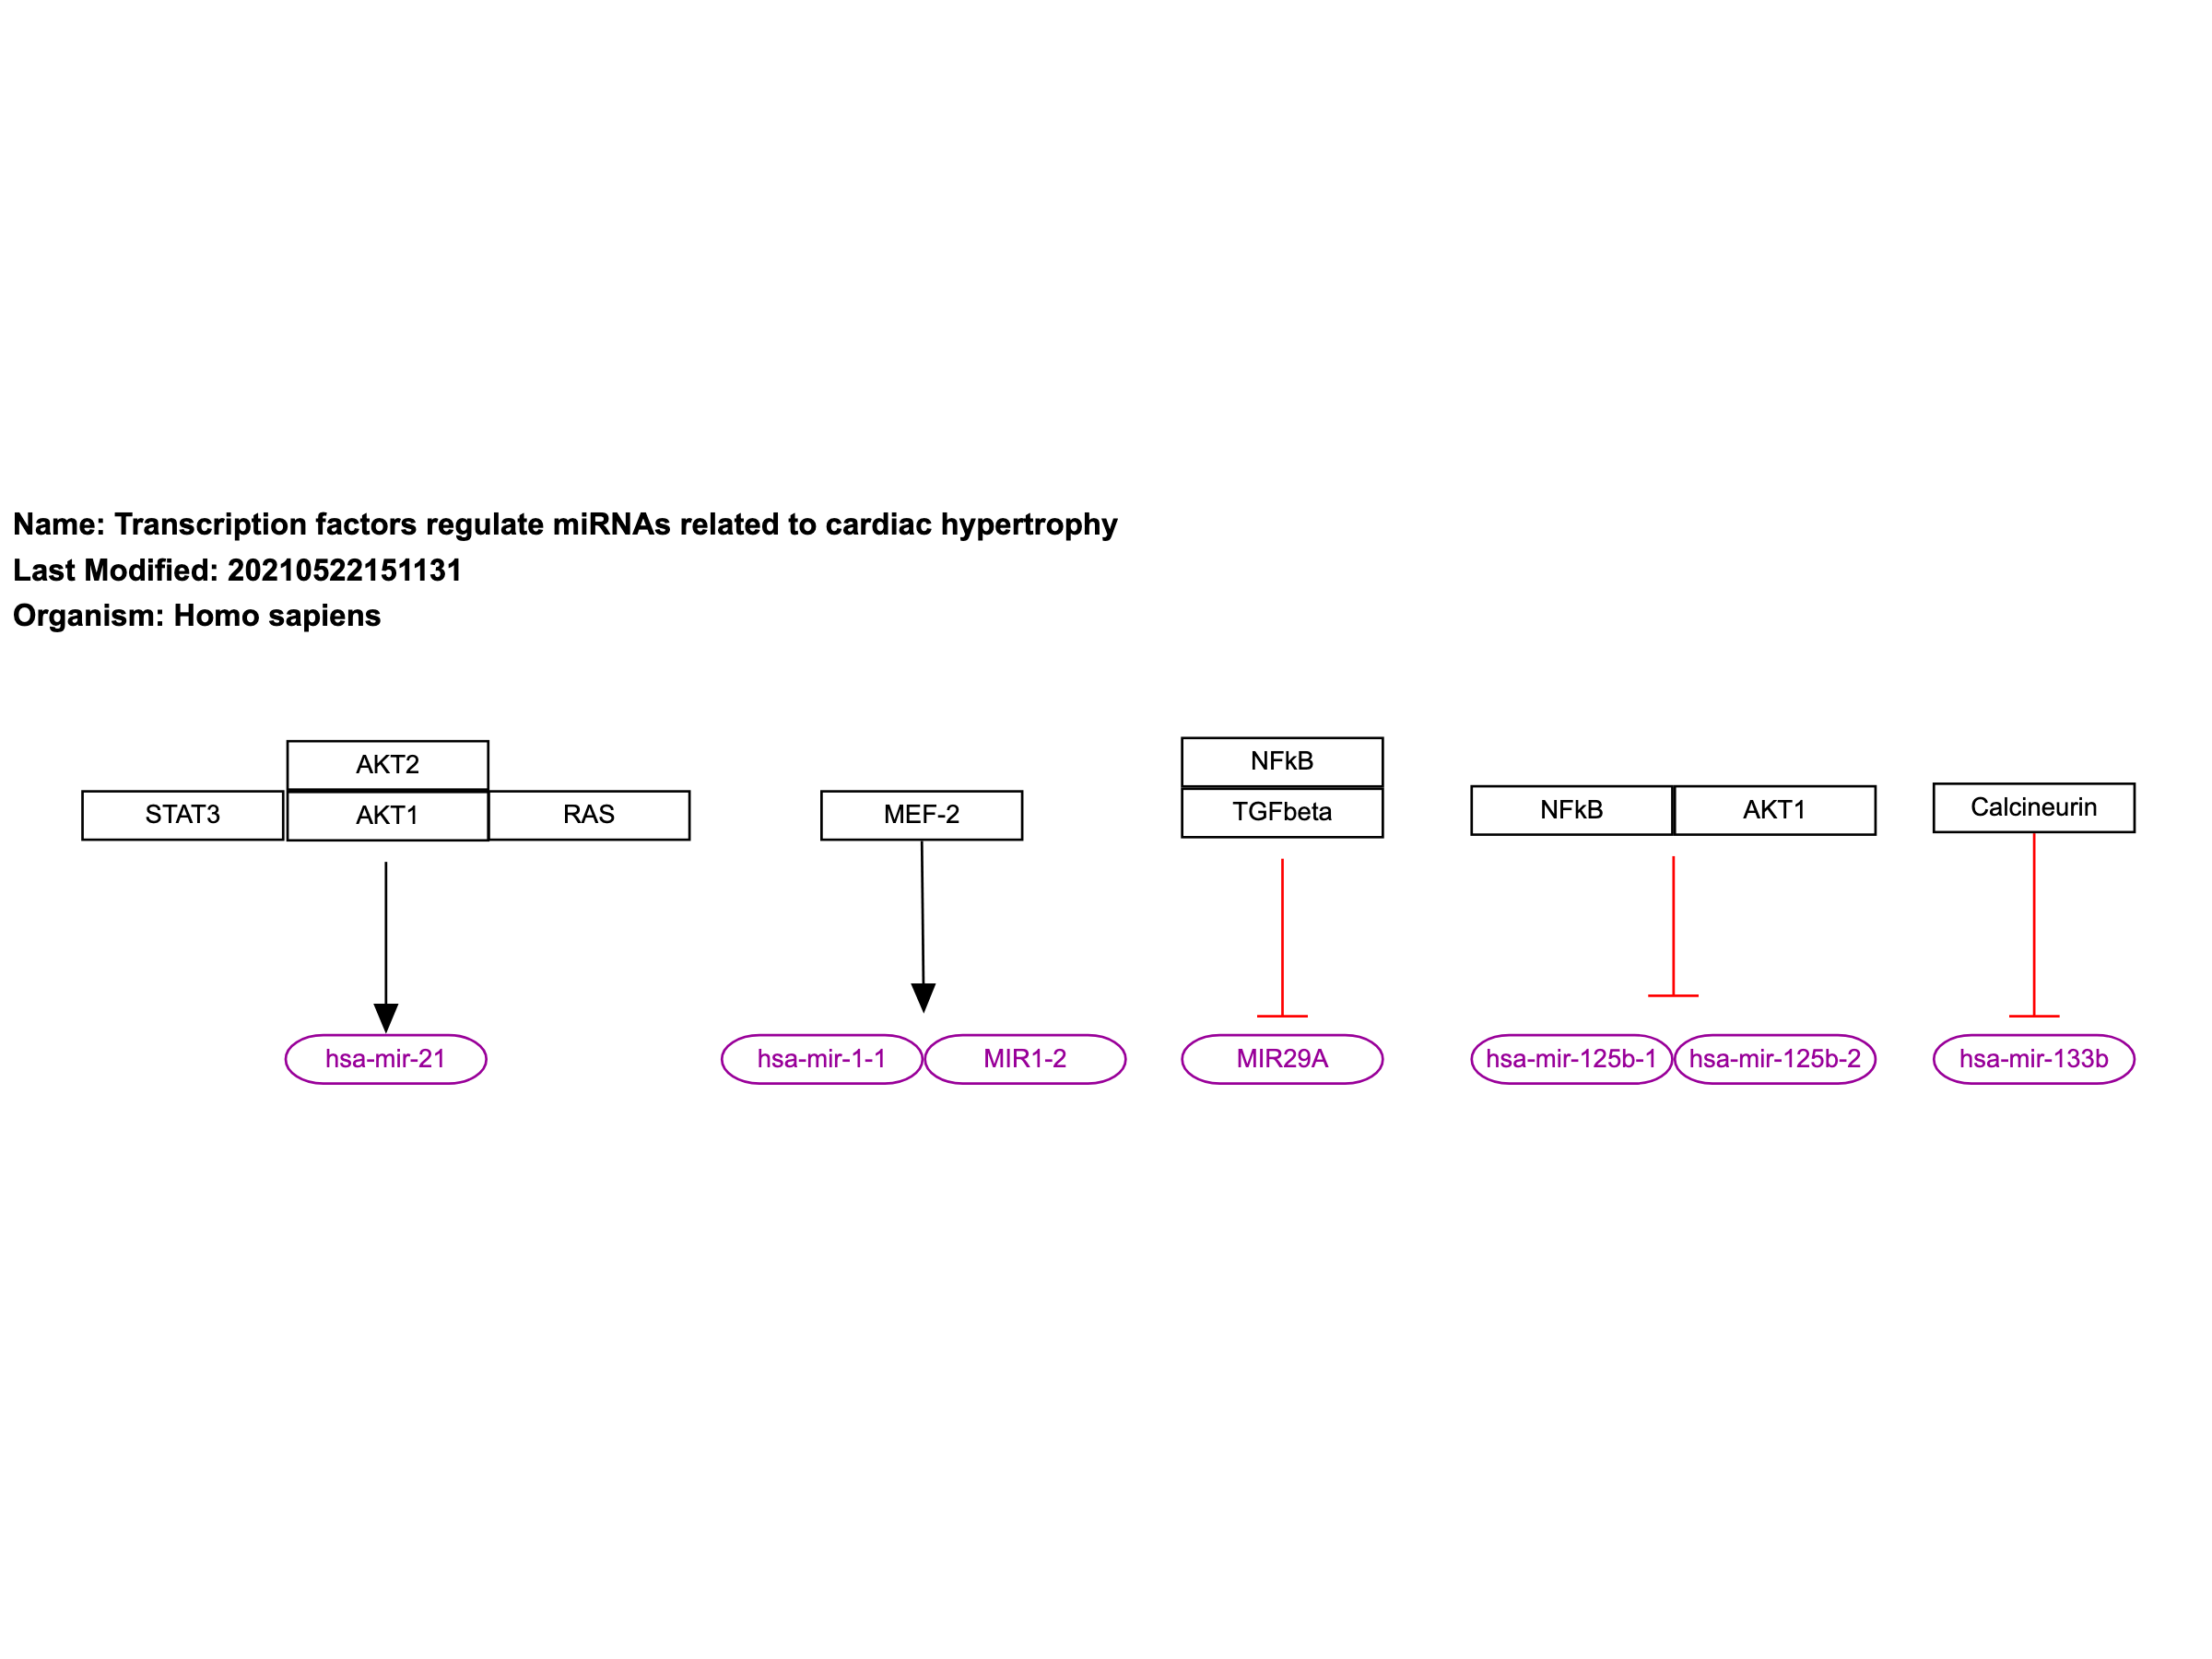 Name: Transcription factors regulate miRNAs related to cardiac hypertrophy
Last Modified: 20210522151131
Organism: Homo sapiens
AKT2
STAT3
AKT1
RAS
MEF-2
NFkB
TGFbeta
NFkB
AKT1
Calcineurin
hsa-mir-21
hsa-mir-1-1
MIR1-2
MIR29A
hsa-mir-125b-1
hsa-mir-125b-2
hsa-mir-133b